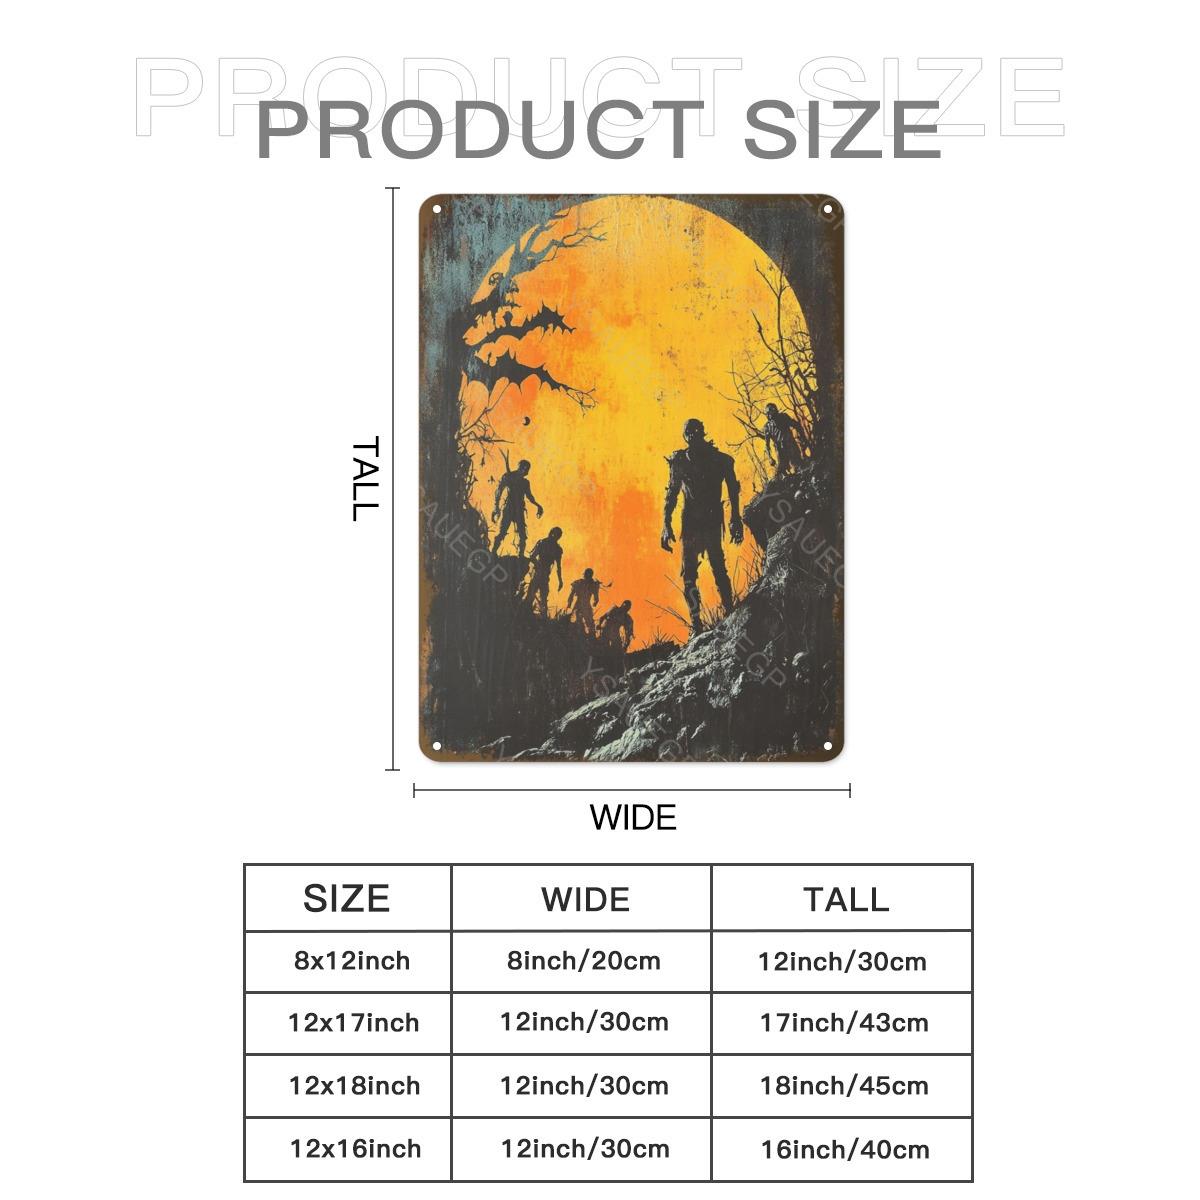 PRODUCT SIZE
PRODUCT SIZE
TALL
YSAUEGP
WIDE
SIZE WIDE TALL
8x12inch 8inch/20cm 12inch/30cm
12x17inch 12inch/30cm 17inch/43cm
12x18inch 12inch/30cm 18inch/45cm
12x16inch 12inch/30cm 16inch/40cm